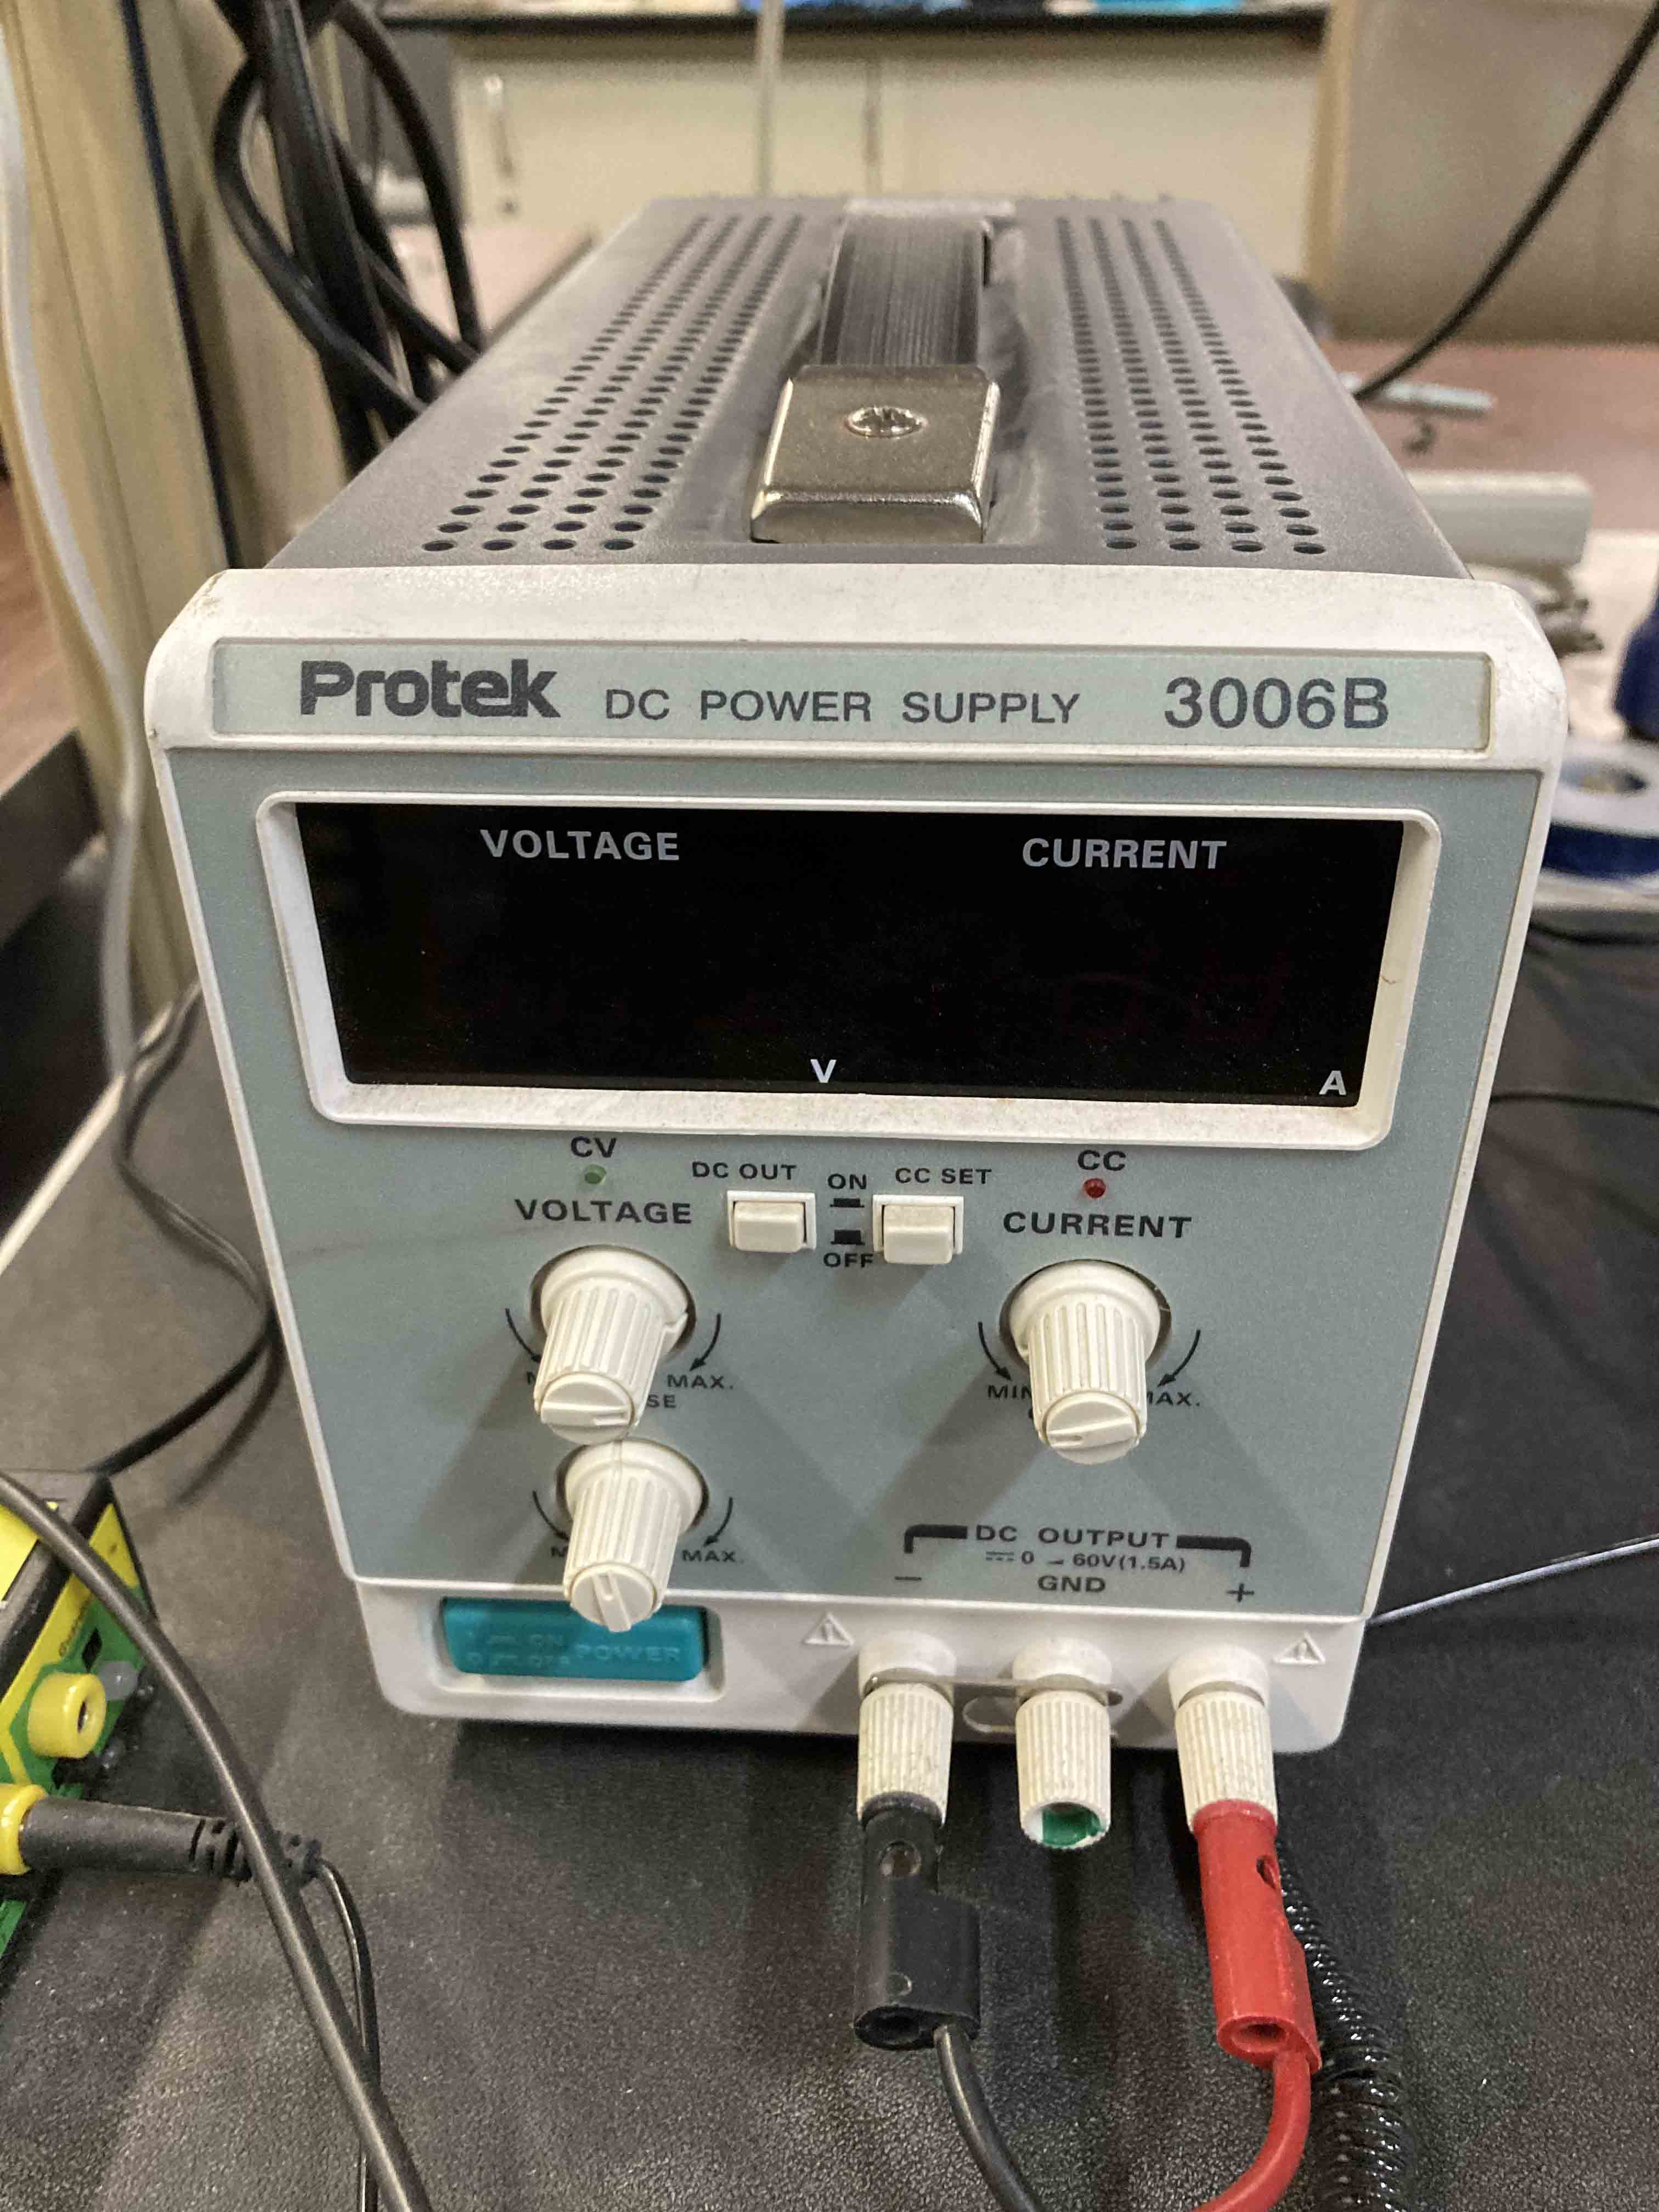 Protek DC POWER SUPPLY 3006B
VOLTAGE CURRENT
V A
CV CC
DC OUT ON CC SET
VOLTAGE CURRENT
OFF
MAX. MIN
DC OUTPUT
0 60V(1.5A)
- GND +
MAX.
POWER